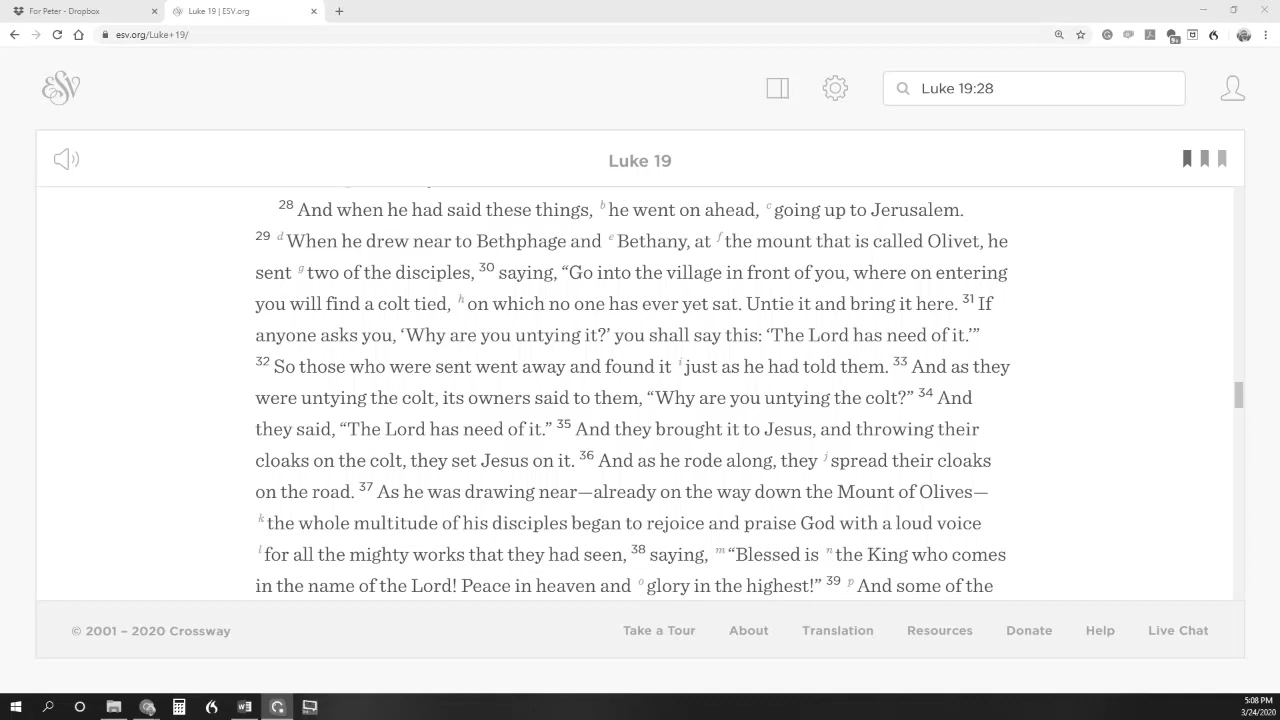 For Peter - Dropbox
Luke 19 | ESV.org
esv.org/Luke+19/
9+
ESV
Luke 19:28
Luke 19
28 And when he had said these things, b he went on ahead, c going up to Jerusalem.
29 d When he drew near to Bethphage and e Bethany, at f the mount that is called Olivet, he
sent g two of the disciples, 30 saying, “Go into the village in front of you, where on entering
you will find a colt tied, h on which no one has ever yet sat. Untie it and bring it here. 31 If
anyone asks you, ‘Why are you untying it?’ you shall say this: ‘The Lord has need of it.’”
32 So those who were sent went away and found it i just as he had told them. 33 And as they
were untying the colt, its owners said to them, “Why are you untying the colt?” 34 And
they said, “The Lord has need of it.” 35 And they brought it to Jesus, and throwing their
cloaks on the colt, they set Jesus on it. 36 And as he rode along, they j spread their cloaks
on the road. 37 As he was drawing near—already on the way down the Mount of Olives—
k the whole multitude of his disciples began to rejoice and praise God with a loud voice
l for all the mighty works that they had seen, 38 saying, m “Blessed is n the King who comes
in the name of the Lord! Peace in heaven and o glory in the highest!” 39 p And some of the
© 2001 – 2020 Crossway
Take a Tour
About
Translation
Resources
Donate
Help
Live Chat
5:08 PM
3/24/2020